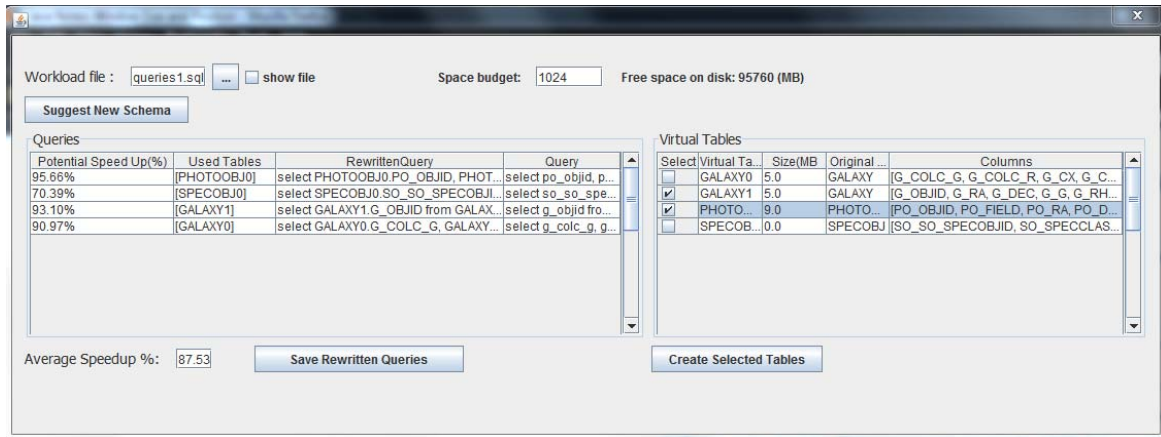 X
Workload file : queries1.sql ... show file Space budget: 1024 Free space on disk: 95760 (MB)
Suggest New Schema
Queries
Potential Speed Up(%) Used Tables RewrittenQuery Query
95.66% [PHOTOOBJ0] select PHOTOOBJ0.PO_OBJID, PHOT... select po_objid, p...
70.39% [SPECOBJ0] select SPECOBJ0.SO_SO_SPECOBJI... select so_so_spe...
93.10% [GALAXY1] select GALAXY1.G_OBJID from GALAX... select g_objid fro...
90.97% [GALAXY0] select GALAXY0.G_COLC_G, GALAXY... select g_colc_g, g...
Virtual Tables
Select Virtual Ta... Size(MB Original ... Columns
GALAXY0 5.0 GALAXY [G_COLC_G, G_COLC_R, G_CX, G_C...
GALAXY1 5.0 GALAXY [G_OBJID, G_RA, G_DEC, G_G, G_RH...
PHOTO... 9.0 PHOTO... [PO_OBJID, PO_FIELD, PO_RA, PO_D...
SPECOB... 0.0 SPECOBJ [SO_SO_SPECOBJID, SO_SPECCLAS...
Average Speedup %: 87.53 Save Rewritten Queries Create Selected Tables